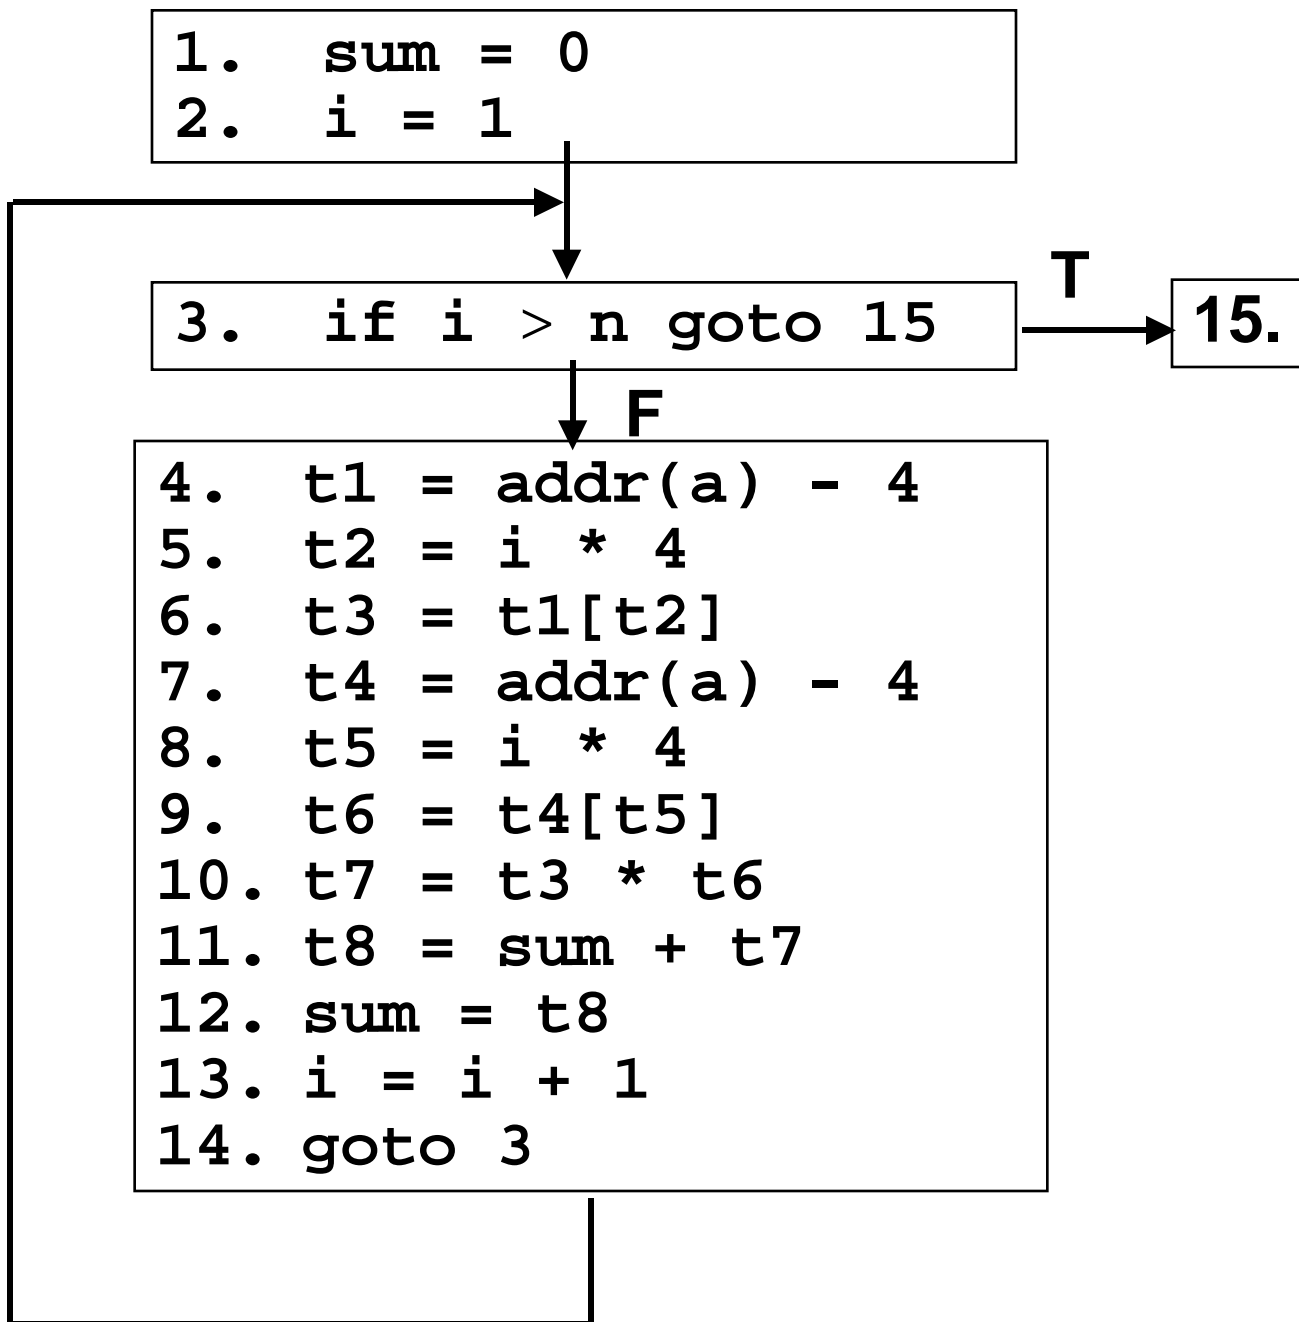 1. sum = 0
2. i = 1
T
3. if i > n goto 15
15.
F
4. t1 = addr(a) - 4
5. t2 = i * 4
6. t3 = t1[t2]
7. t4 = addr(a) - 4
8. t5 = i * 4
9. t6 = t4[t5]
10. t7 = t3 * t6
11. t8 = sum + t7
12. sum = t8
13. i = i + 1
14. goto 3